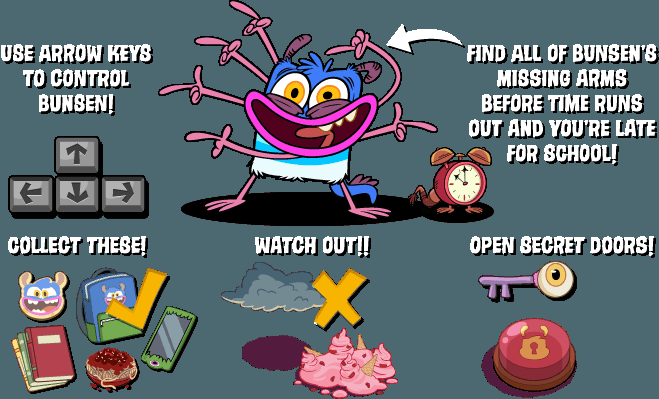 USE ARROW KEYS
TO CONTROL
BUNSEN!
FIND ALL OF BUNSEN'S
MISSING ARMS
BEFORE TIME RUNS
OUT AND YOU'RE LATE
FOR SCHOOL!
COLLECT THESE!
WATCH OUT!!
OPEN SECRET DOORS!